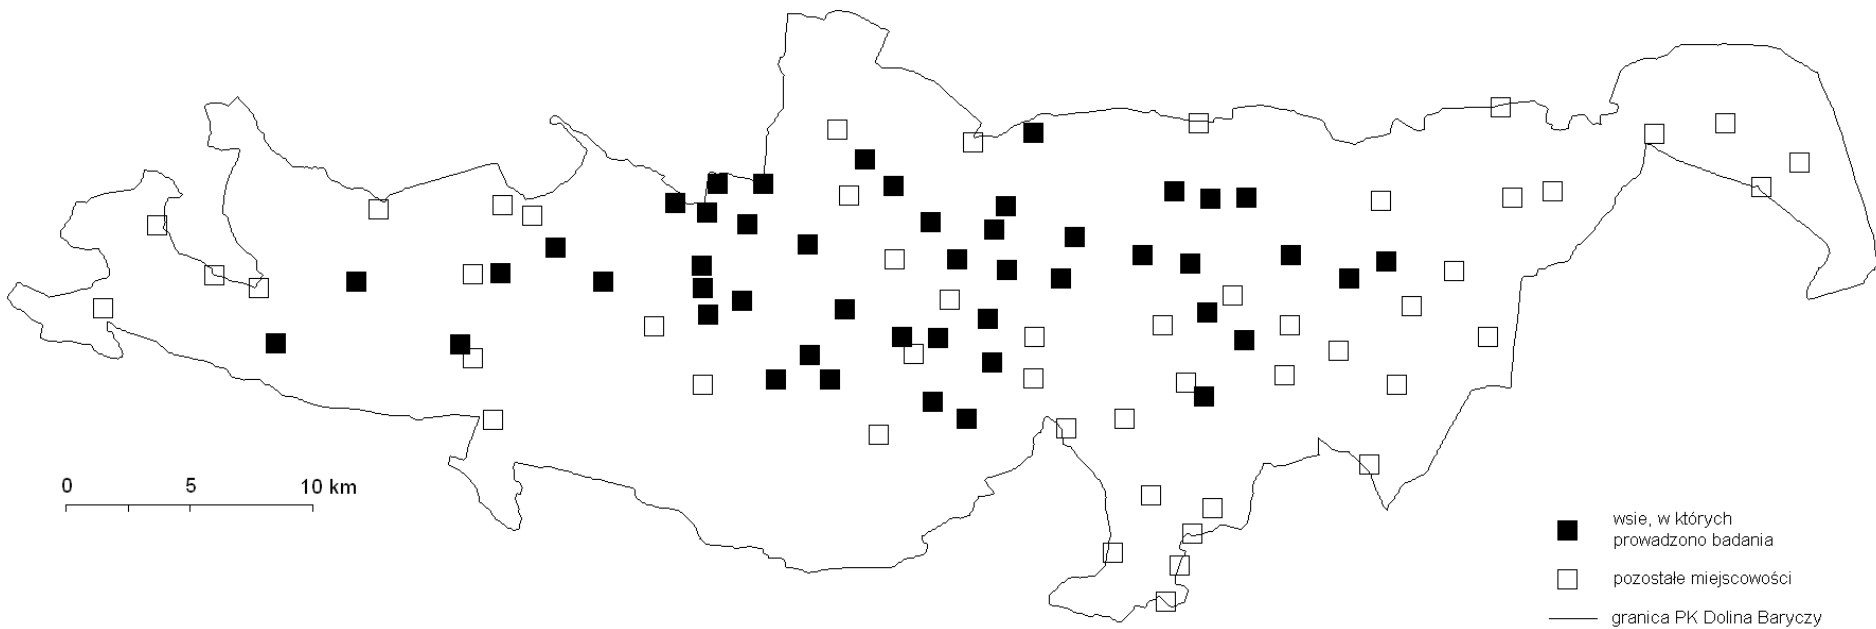 0 5 10 km
wsie, w których
prowadzono badania
pozostałe miejscowości
granica PK Dolina Baryczy